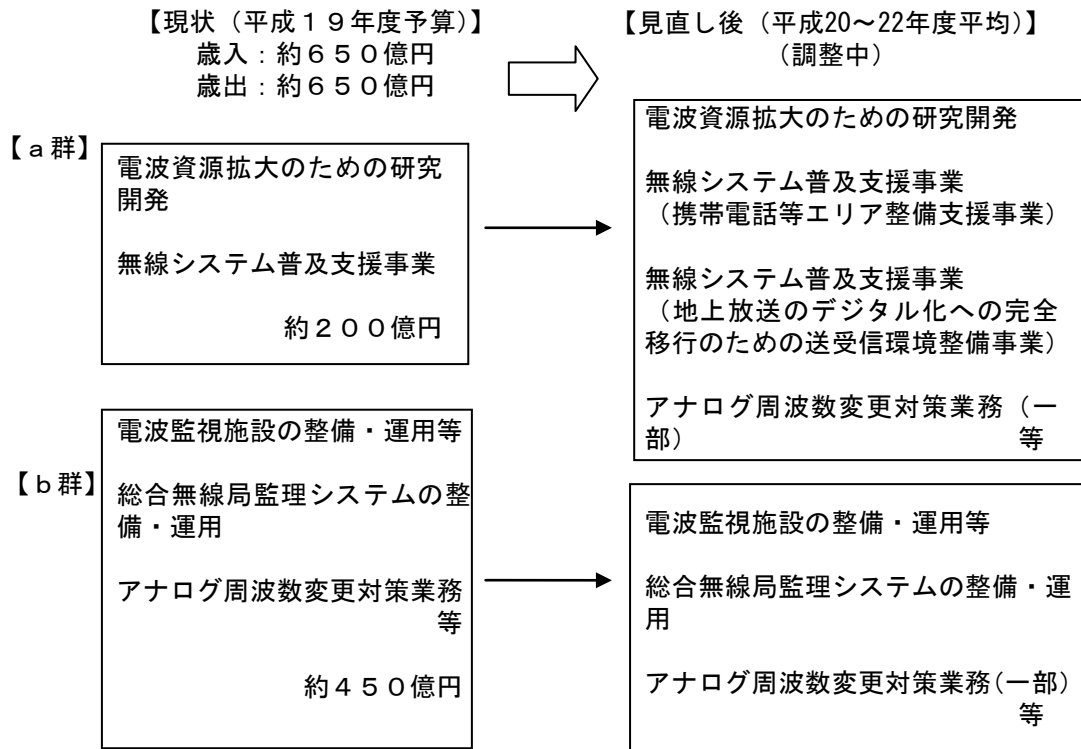 【現状（平成１９年度予算）】
歳入：約６５０億円
歳出：約６５０億円
【見直し後（平成20～22年度平均）】
（調整中）
【ａ群】
電波資源拡大のための研究
開発
無線システム普及支援事業
約２００億円
電波資源拡大のための研究開発
無線システム普及支援事業
（携帯電話等エリア整備支援事業）
無線システム普及支援事業
（地上放送のデジタル化への完全
移行のための送受信環境整備事業）
アナログ周波数変更対策業務（一
部）　等
【ｂ群】
電波監視施設の整備・運用等
総合無線局監理システムの整
備・運用
アナログ周波数変更対策業務
等
約４５０億円
電波監視施設の整備・運用等
総合無線局監理システムの整備・運
用
アナログ周波数変更対策業務(一部)
等